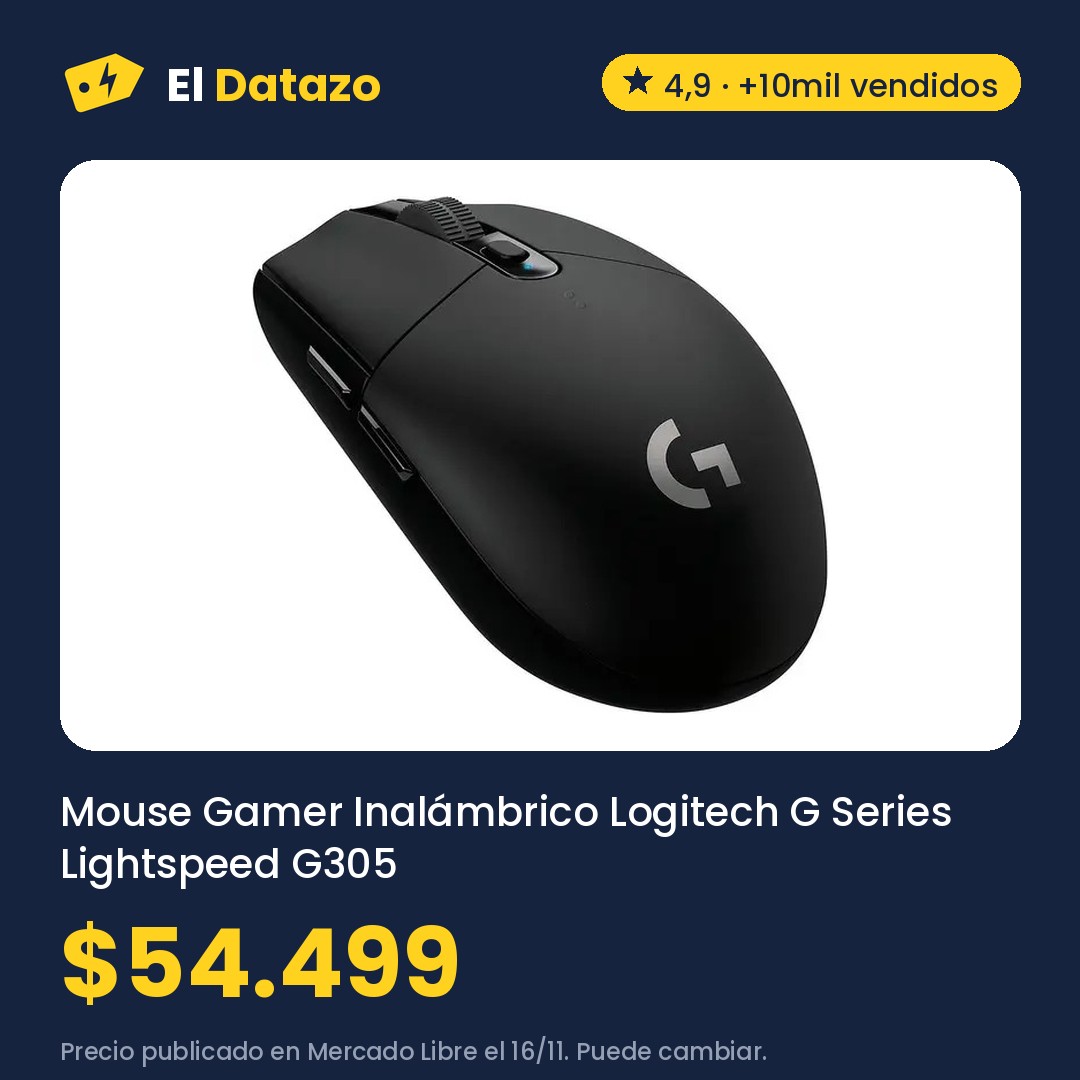 El Datazo
★ 4,9 · +10mil vendidos
G
Mouse Gamer Inalámbrico Logitech G Series
Lightspeed G305
$54.499
Precio publicado en Mercado Libre el 16/11. Puede cambiar.